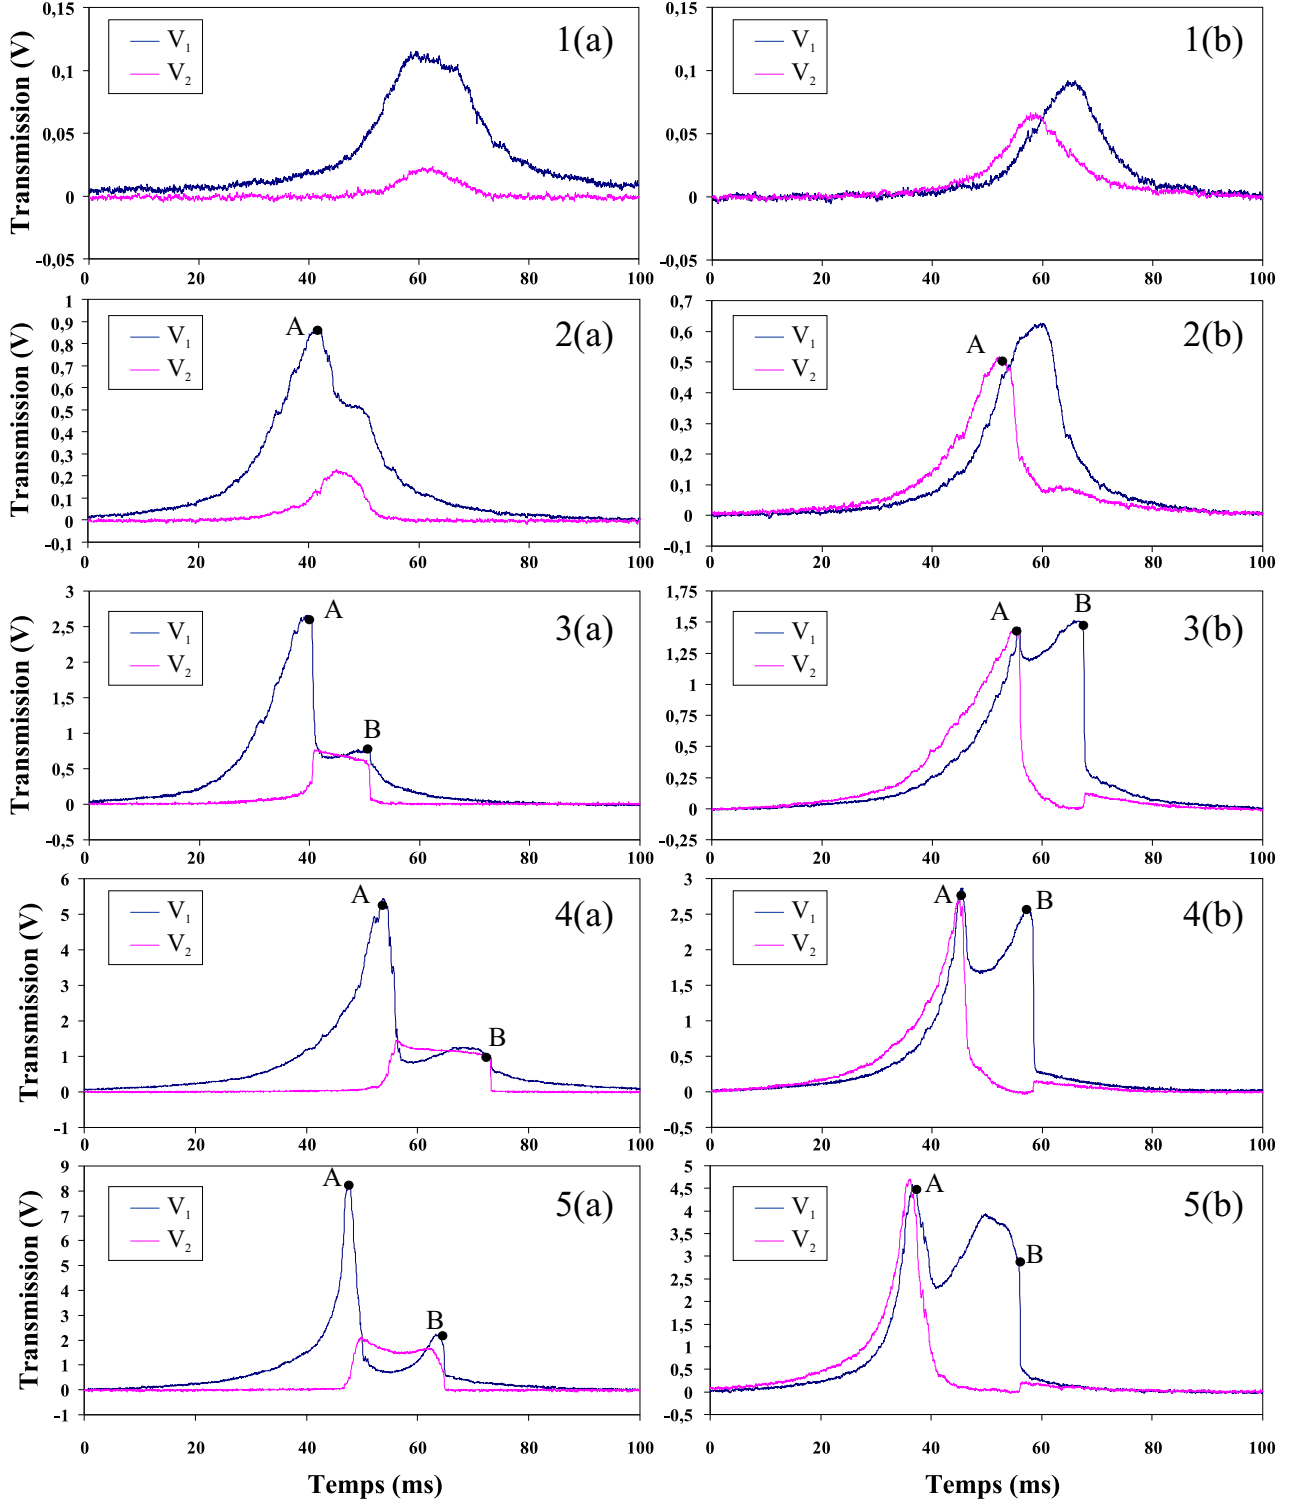 0,15
0,1
0,05
0
-0,05
Transmission (V)
V1
V2
1(a)
0 20 40 60 80 100
0,15
0,1
0,05
0
-0,05
V1
V2
1(b)
0 20 40 60 80 100
1
0,9
0,8
0,7
0,6
0,5
0,4
0,3
0,2
0,1
0
-0,1
Transmission (V)
V1
V2
A
2(a)
0 20 40 60 80 100
0,7
0,6
0,5
0,4
0,3
0,2
0,1
0
-0,1
V1
V2
A
2(b)
0 20 40 60 80 100
3
2,5
2
1,5
1
0,5
0
-0,5
Transmission (V)
V1
V2
A
B
3(a)
0 20 40 60 80 100
1,75
1,5
1,25
1
0,75
0,5
0,25
0
-0,25
V1
V2
A
B
3(b)
0 20 40 60 80 100
6
5
4
3
2
1
0
-1
Transmission (V)
V1
V2
A
B
4(a)
0 20 40 60 80 100
3
2,5
2
1,5
1
0,5
0
-0,5
V1
V2
A
B
4(b)
0 20 40 60 80 100
9
8
7
6
5
4
3
2
1
0
-1
Transmission (V)
V1
V2
A
B
5(a)
0 20 40 60 80 100
Temps (ms)
5
4,5
4
3,5
3
2,5
2
1,5
1
0,5
0
-0,5
V1
V2
A
B
5(b)
0 20 40 60 80 100
Temps (ms)